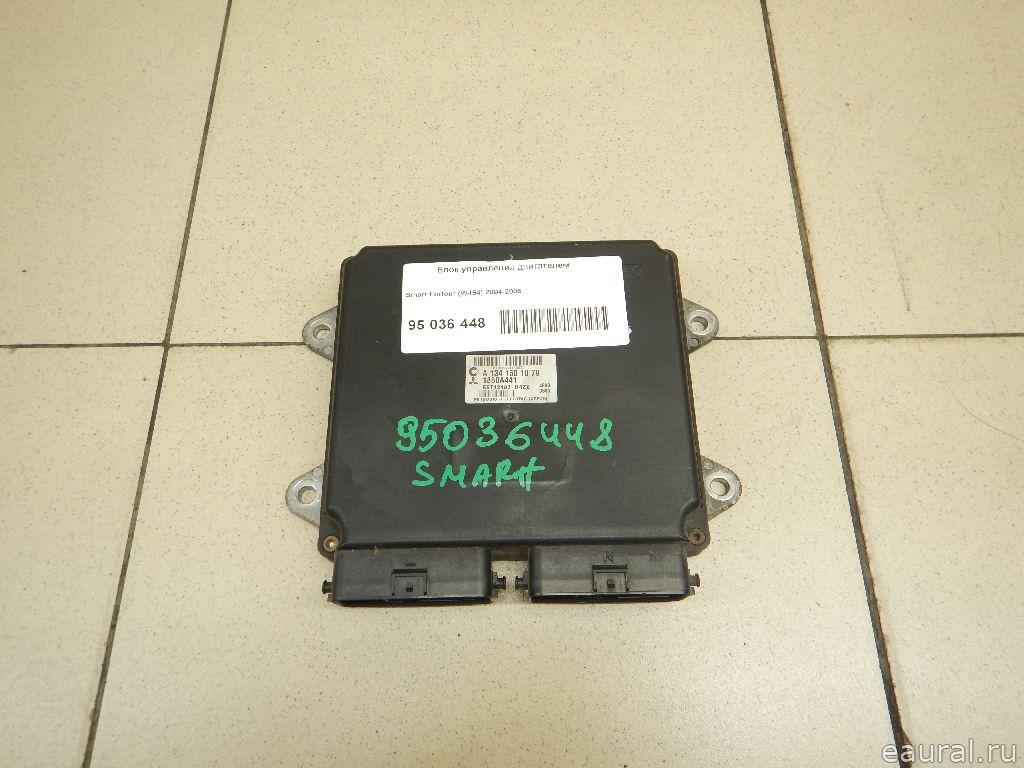 Блок управления двигателем
Smart Forfour (W454) 2004-2006
95 036 448
A 134 150 10 79
1860A441
95036448
SMART
eaural.ru